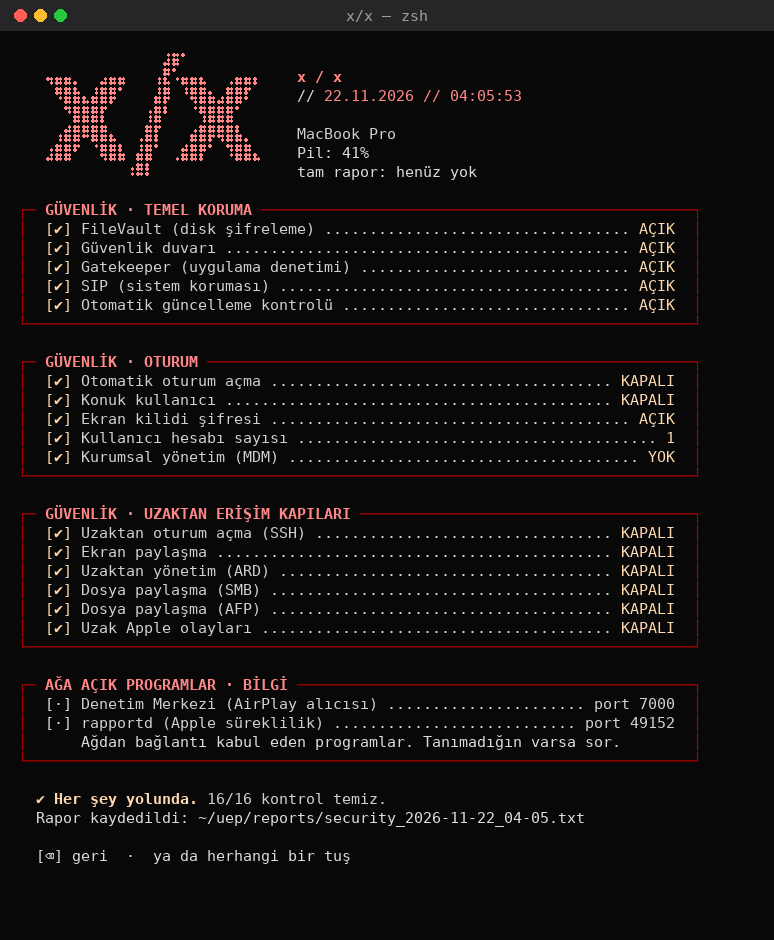 x/x — zsh
x/x
x / x
// 22.11.2026 // 04:05:53
MacBook Pro
Pil: 41%
tam rapor: henüz yok
GÜVENLİK · TEMEL KORUMA
[✔] FileVault (disk şifreleme) .................................. AÇIK
[✔] Güvenlik duvarı ............................................. AÇIK
[✔] Gatekeeper (uygulama denetimi) .............................. AÇIK
[✔] SIP (sistem koruması) ....................................... AÇIK
[✔] Otomatik güncelleme kontrolü ................................ AÇIK
GÜVENLİK · OTURUM
[✔] Otomatik oturum açma ...................................... KAPALI
[✔] Konuk kullanıcı ........................................... KAPALI
[✔] Ekran kilidi şifresi ........................................ AÇIK
[✔] Kullanıcı hesabı sayısı ........................................ 1
[✔] Kurumsal yönetim (MDM) ....................................... YOK
GÜVENLİK · UZAKTAN ERİŞİM KAPILARI
[✔] Uzaktan oturum açma (SSH) ................................. KAPALI
[✔] Ekran paylaşma ............................................ KAPALI
[✔] Uzaktan yönetim (ARD) ..................................... KAPALI
[✔] Dosya paylaşma (SMB) ...................................... KAPALI
[✔] Dosya paylaşma (AFP) ...................................... KAPALI
[✔] Uzak Apple olayları ....................................... KAPALI
AĞA AÇIK PROGRAMLAR · BİLGİ
[·] Denetim Merkezi (AirPlay alıcısı) ...................... port 7000
[·] rapportd (Apple süreklilik) ........................... port 49152
Ağdan bağlantı kabul eden programlar. Tanımadığın varsa sor.
✔ Her şey yolunda. 16/16 kontrol temiz.
Rapor kaydedildi: ~/uep/reports/security_2026-11-22_04-05.txt
[⌫] geri · ya da herhangi bir tuş